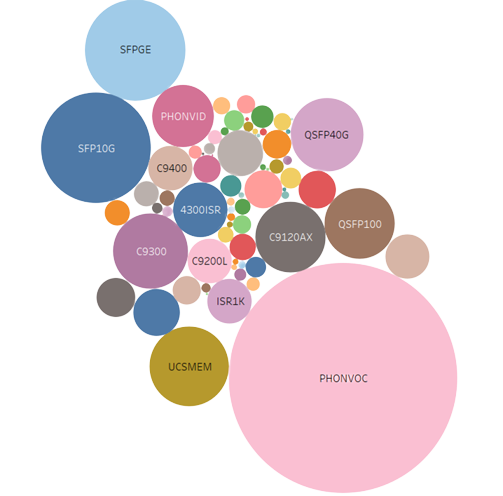 SFPGE
PHONVID
QSFP40G
SFP10G
C9400
4300ISR
QSFP100
C9120AX
C9300
C9200L
ISR1K
UCSMEM
PHONVOC